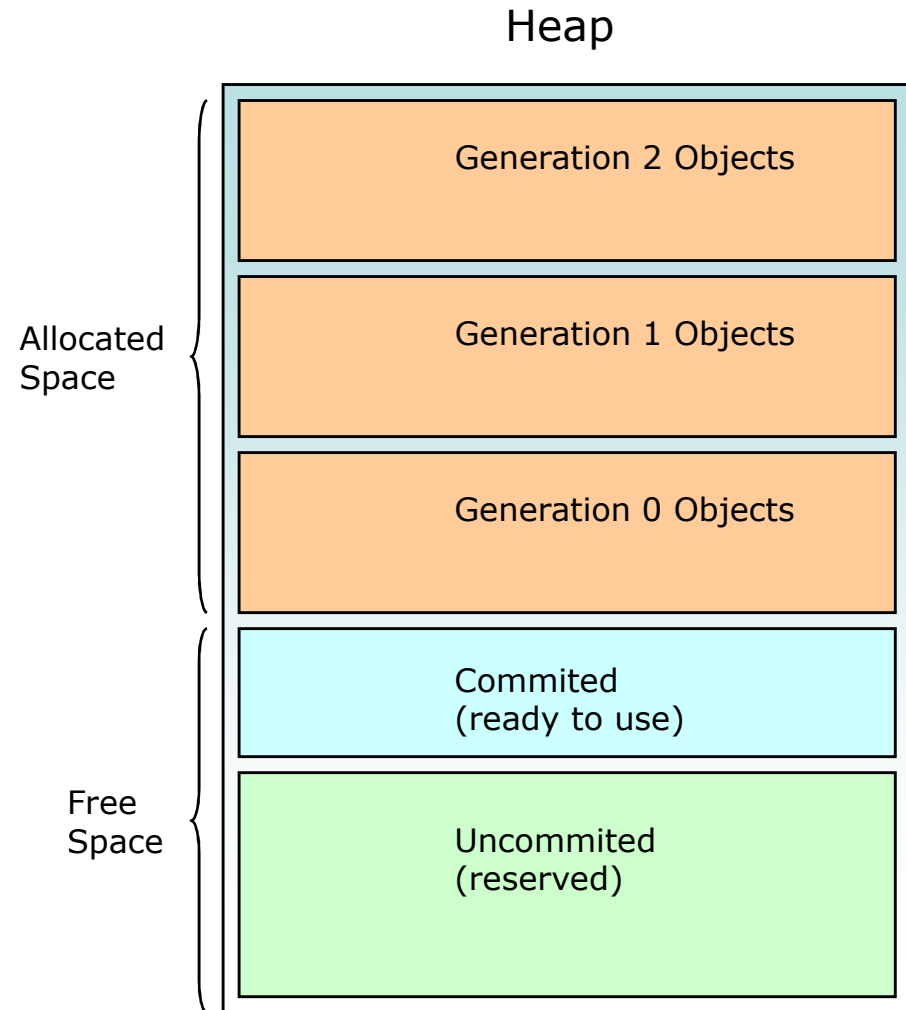 Heap
Allocated
Space
Generation 2 Objects
Generation 1 Objects
Generation 0 Objects
Free
Space
Commited
(ready to use)
Uncommited
(reserved)